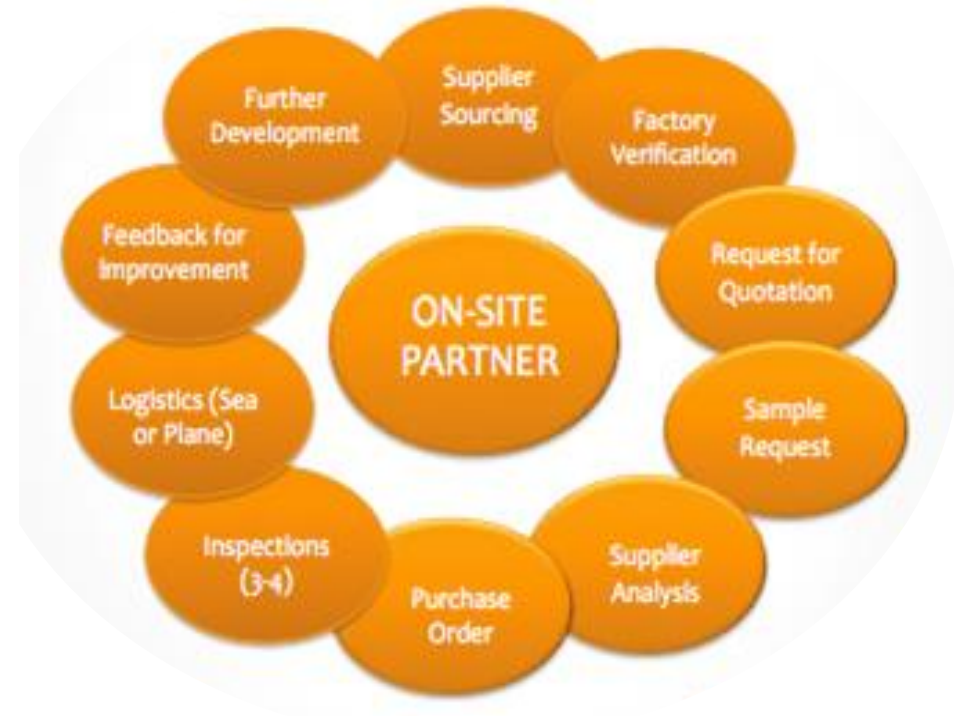 Supplier
Sourcing
Factory
Verification
Request for
Quotation
Sample
Request
Supplier
Analysis
Purchase
Order
Inspections
(3-4)
Logistics (Sea
or Plane)
Feedback for
Improvement
Further
Development
ON-SITE
PARTNER